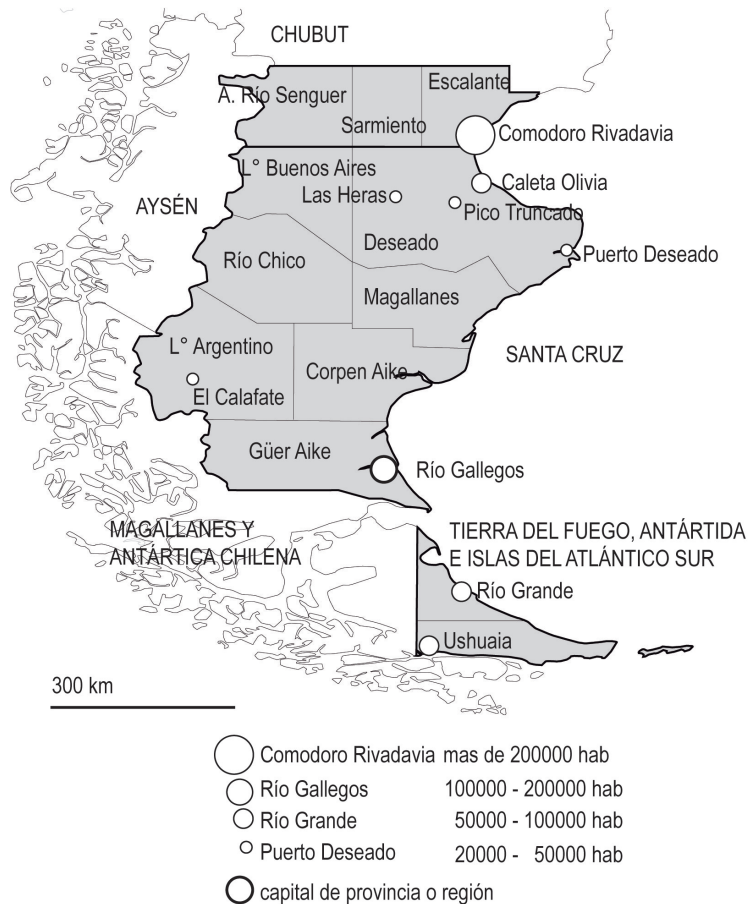 CHUBUT
Escalante
A. Río Senguer
Sarmiento
Comodoro Rivadavia
L° Buenos Aires
Caleta Olivia
Las Heras
AYSÉN
Pico Truncado
Deseado
Puerto Deseado
Río Chico
Magallanes
L° Argentino
SANTA CRUZ
Corpen Aike
El Calafate
Güer Aike
Río Gallegos
MAGALLANES Y
ANTÁRTICA CHILENA
TIERRA DEL FUEGO, ANTÁRTIDA
E ISLAS DEL ATLÁNTICO SUR
Río Grande
Ushuaia
300 km
Comodoro Rivadavia mas de 200000 hab
Río Gallegos 100000 - 200000 hab
Río Grande 50000 - 100000 hab
Puerto Deseado 20000 - 50000 hab
capital de provincia o región